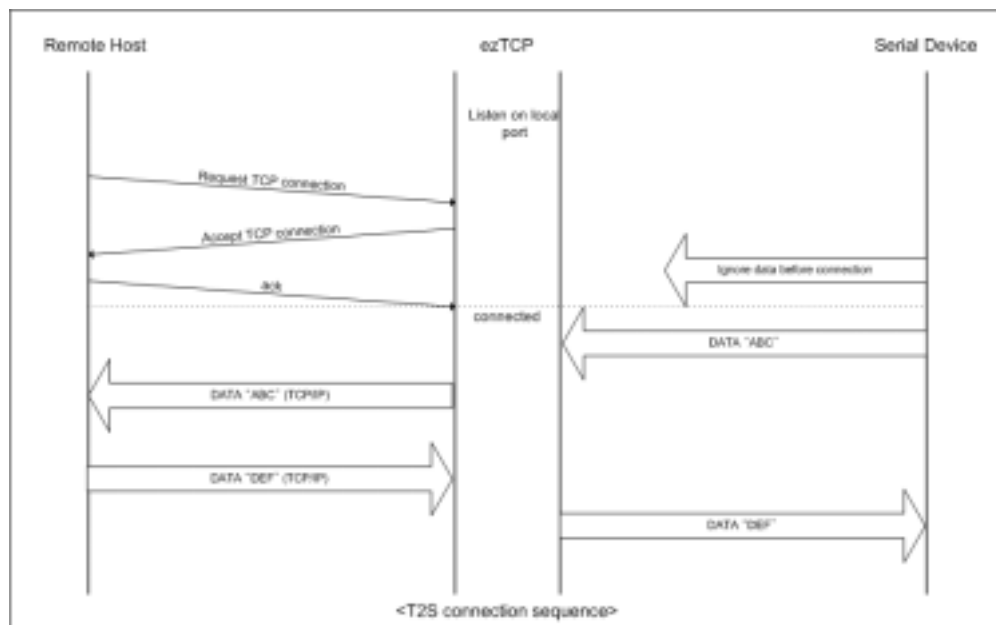 Remote Host
ezTCP
Serial Device
Listen on local
port
Request TCP connection
Accept TCP connection
Ignore data before connection
ack
connected
DATA "ABC"
DATA "ABC" (TCP/IP)
DATA "DEF" (TCP/IP)
DATA "DEF"
<T2S connection sequence>